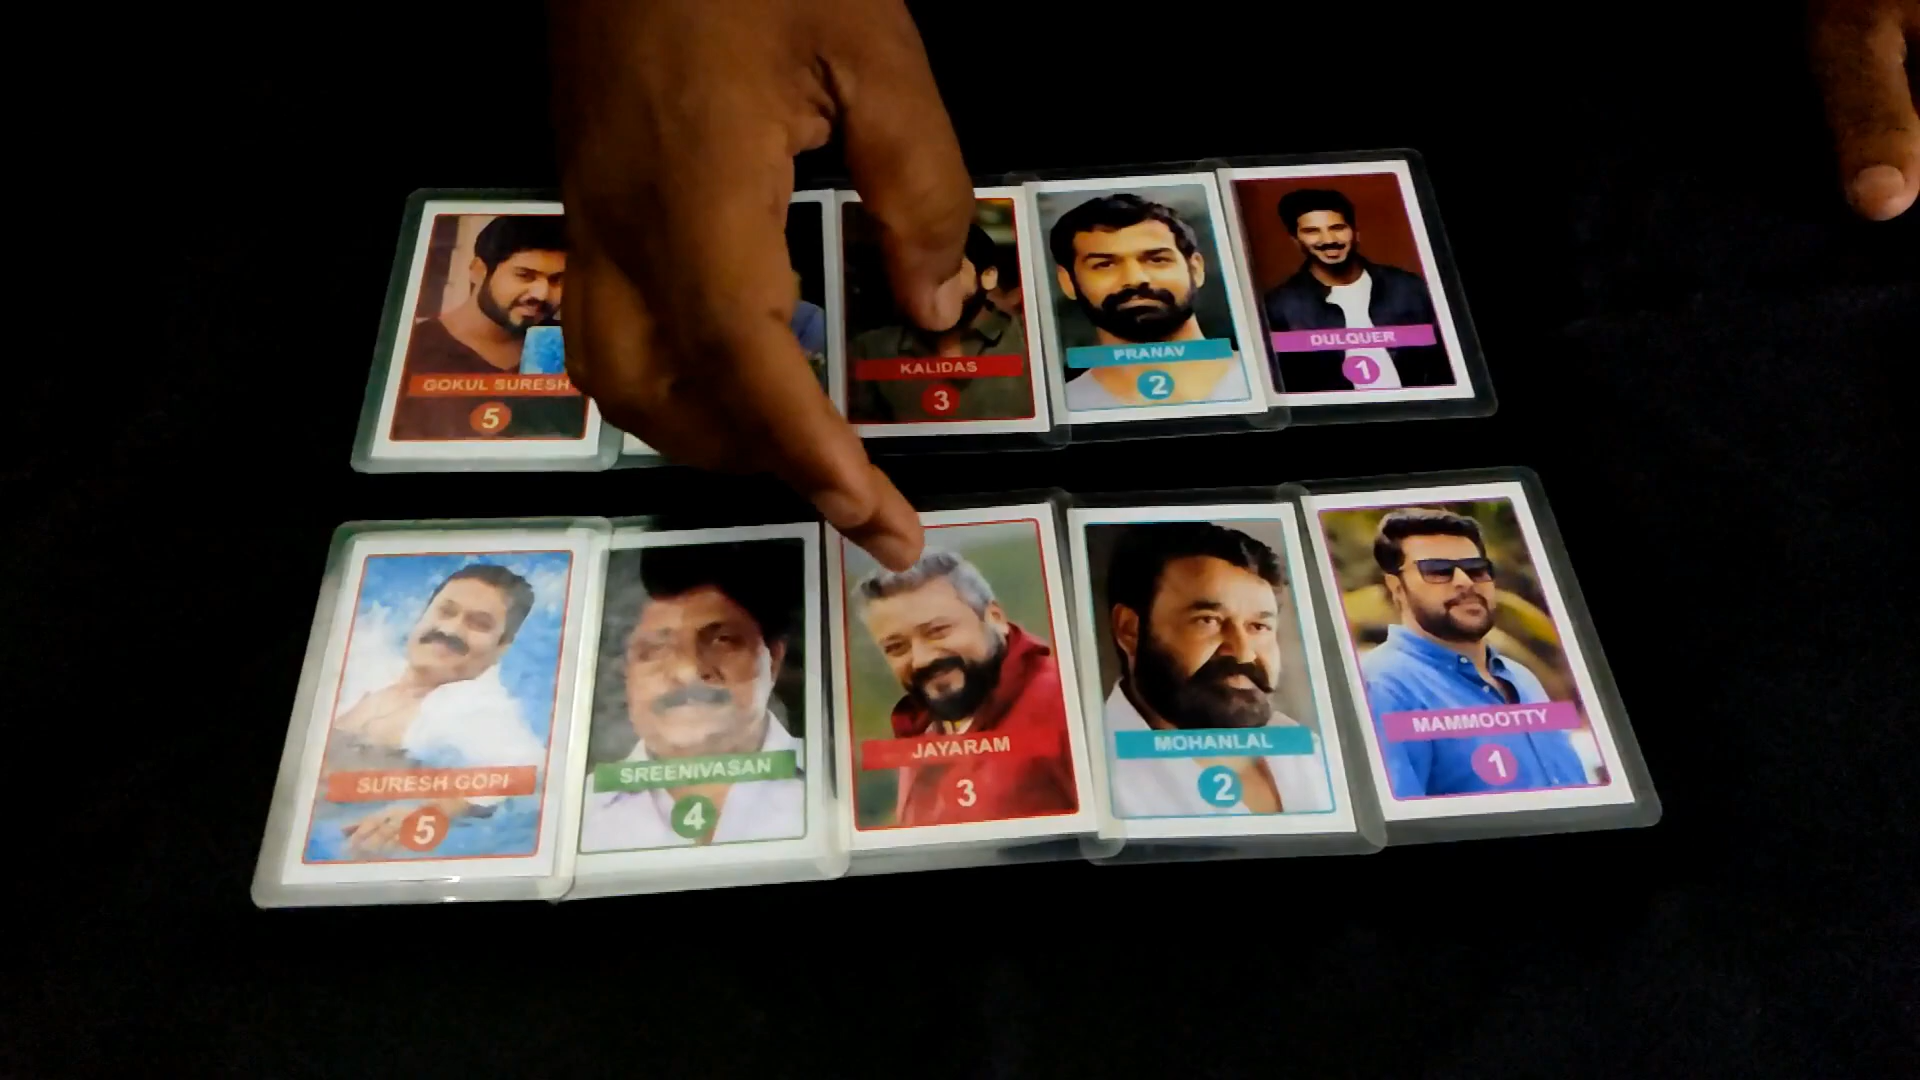 GOKUL SURESH
5
KALIDAS
3
PRANAV
2
DULQUER
1
SURESH GOPI
5
SREENIVASAN
4
JAYARAM
3
MOHANLAL
2
MAMMOOTTY
1